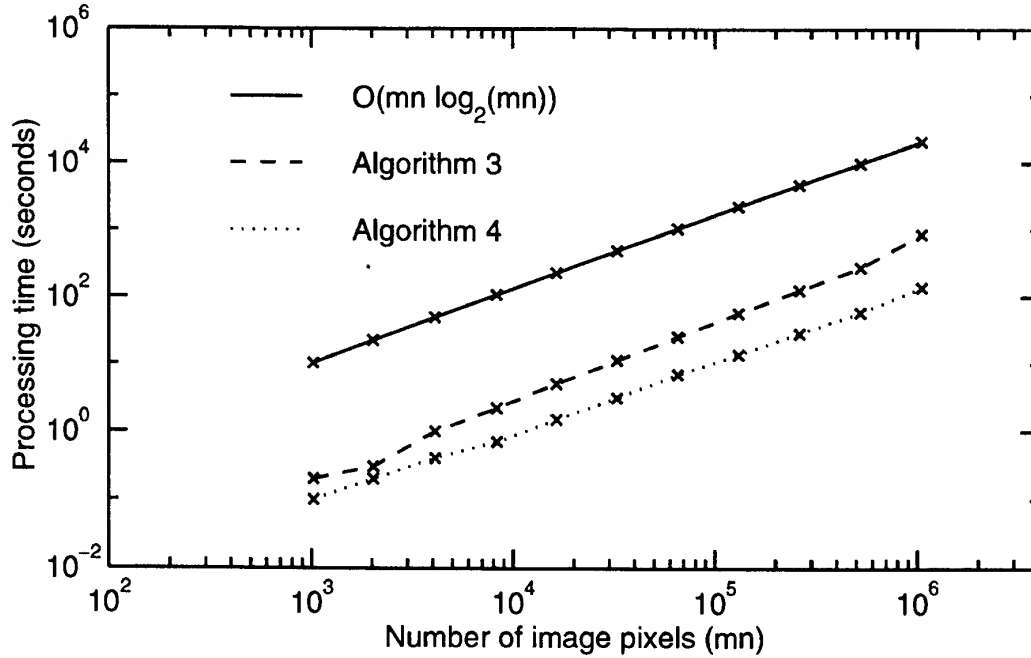 10^6
10^4
10^2
10^0
10^-2
Processing time (seconds)
O(mn log_2(mn))
Algorithm 3
Algorithm 4
10^2 10^3 10^4 10^5 10^6
Number of image pixels (mn)